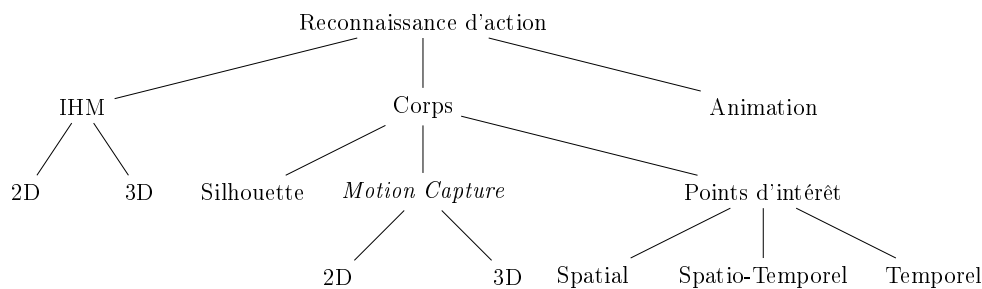 Reconnaissance d'action
IHM Corps Animation
2D 3D Silhouette Motion Capture Points d'intérêt
2D 3D Spatial Spatio-Temporel Temporel